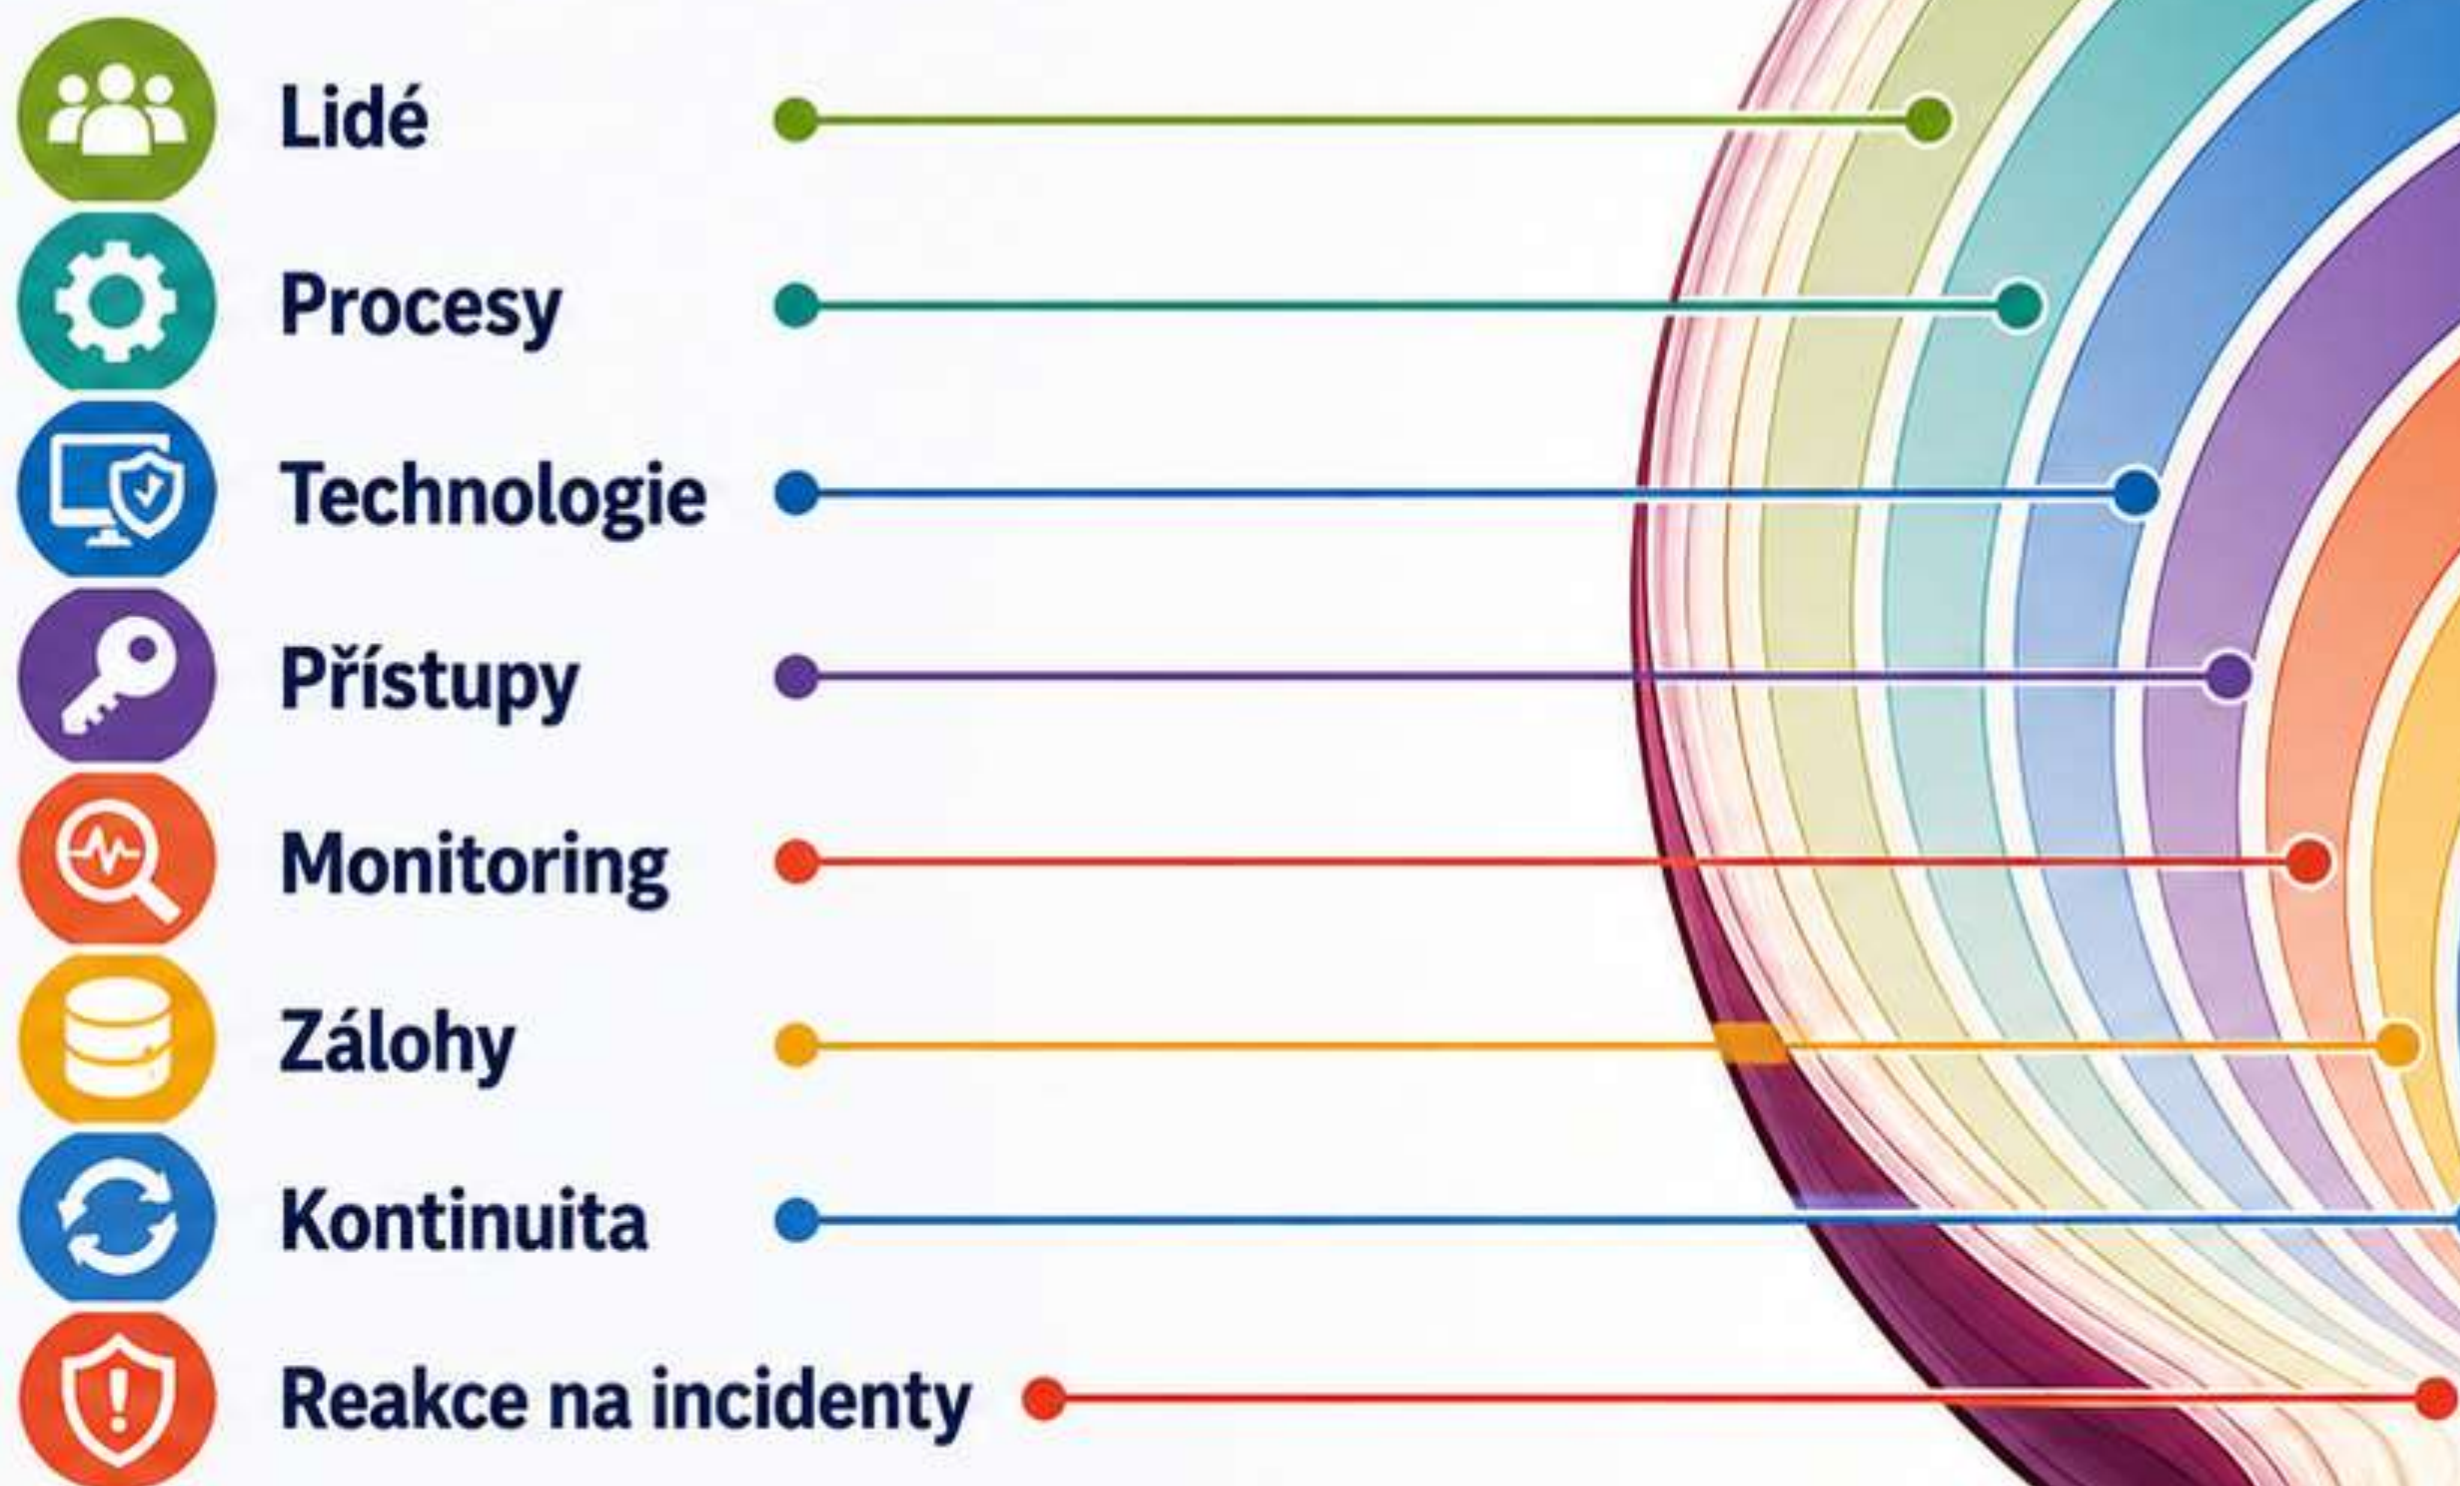 Lidé
Procesy
Technologie
Přístupy
Monitoring
Zálohy
Kontinuita
Reakce na incidenty